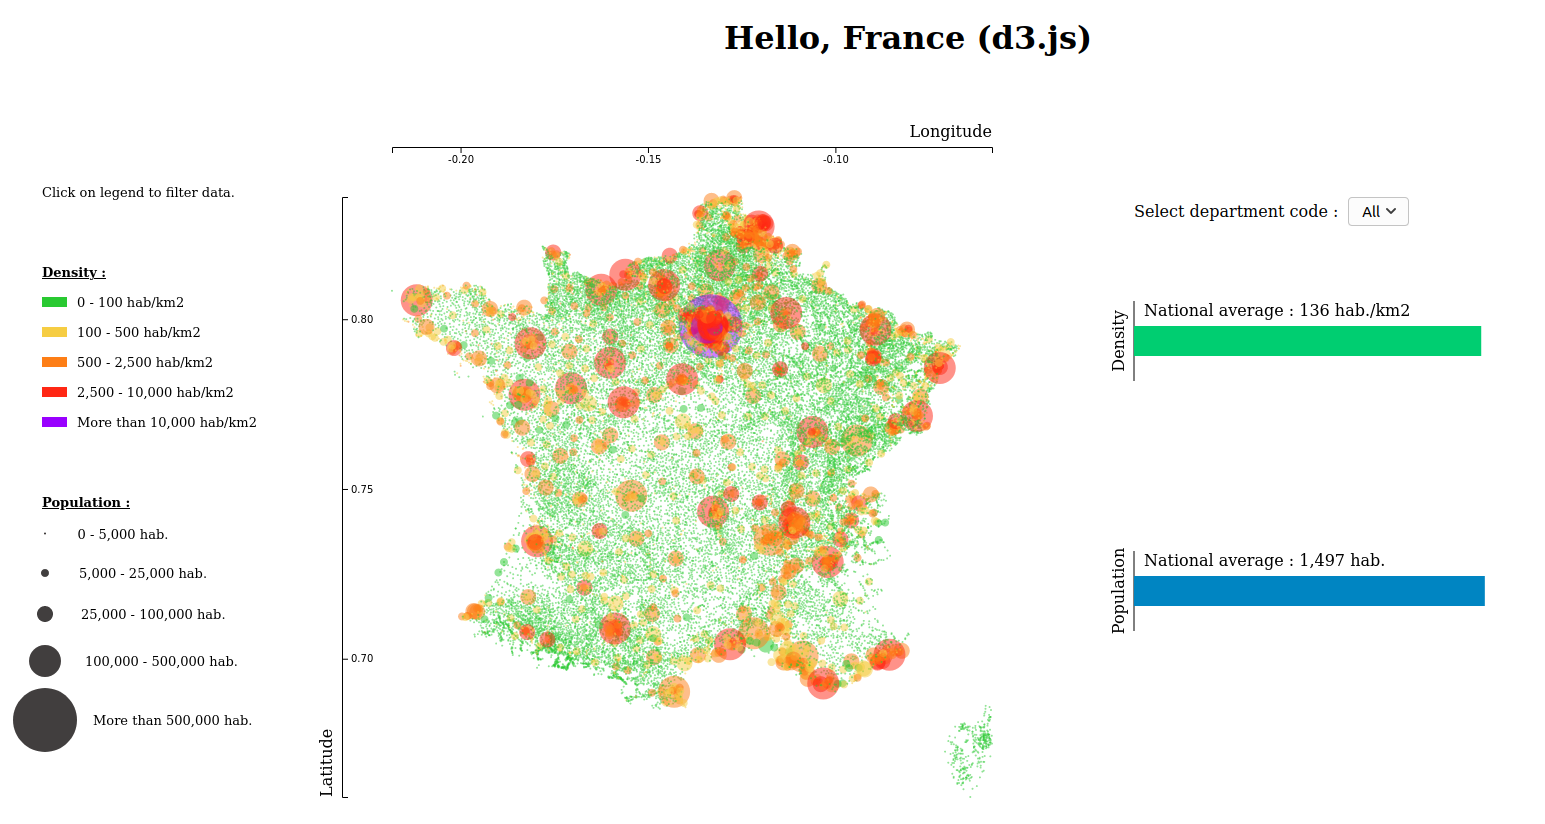 Hello, France (d3.js)
Longitude
-0.20
-0.15
-0.10
Click on legend to filter data.
Density :
0 - 100 hab/km2
100 - 500 hab/km2
500 - 2,500 hab/km2
2,500 - 10,000 hab/km2
More than 10,000 hab/km2
Population :
0 - 5,000 hab.
5,000 - 25,000 hab.
25,000 - 100,000 hab.
100,000 - 500,000 hab.
More than 500,000 hab.
0.80
0.75
0.70
Latitude
Select department code : All
National average : 136 hab./km2
Density
National average : 1,497 hab.
Population